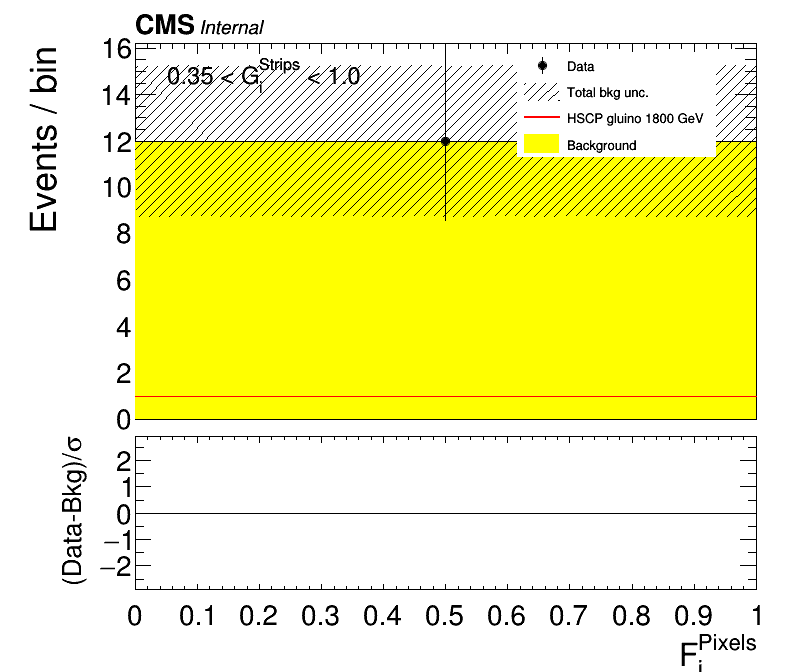 CMS Internal
Events / bin
16
14
12
10
8
6
4
2
0
0.35 < G_i^Strips < 1.0
Data
Total bkg unc.
HSCP gluino 1800 GeV
Background
(Data-Bkg)/σ
2
1
0
−1
−2
0 0.1 0.2 0.3 0.4 0.5 0.6 0.7 0.8 0.9 1
F_i^Pixels